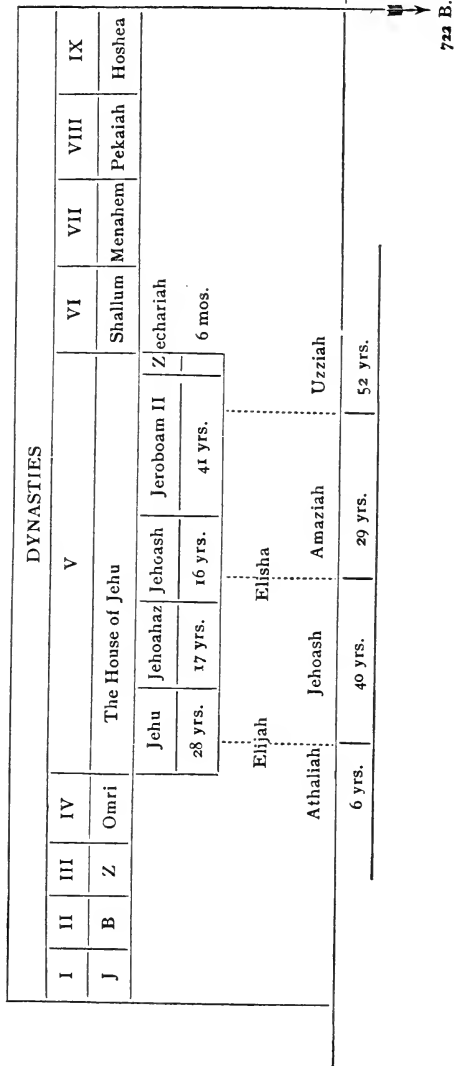 DYNASTIES
I II III IV V VI VII VIII IX
J B Z Omri The House of Jehu Shallum Menahem Pekaiah Hoshea
Jehu Jehoahaz Jehoash Jeroboam II Zechariah
28 yrs. 17 yrs. 16 yrs. 41 yrs. 6 mos.
Elijah Elisha
Athaliah Jehoash Amaziah Uzziah
6 yrs. 40 yrs. 29 yrs. 52 yrs.
722 B.